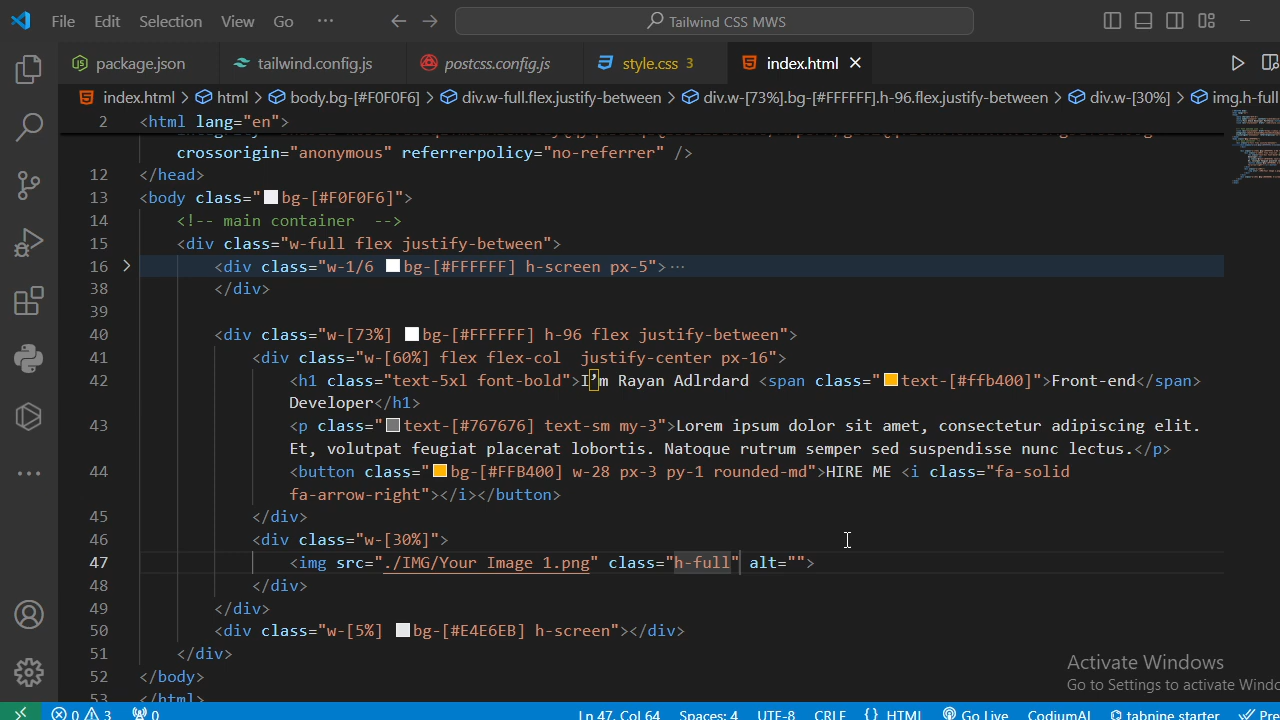 File Edit Selection View Go ··· Tailwind CSS MWS
package.json tailwind.config.js postcss.config.js style.css 3 index.html
index.html > html > body.bg-[#F0F0F6] > div.w-full.flex.justify-between > div.w-[73%].bg-[#FFFFFF].h-96.flex.justify-between > div.w-[30%] > img.h-full
2 <html lang="en">
crossorigin="anonymous" referrerpolicy="no-referrer" />
12 </head>
13 <body class="bg-[#F0F0F6]">
14 <!-- main container -->
15 <div class="w-full flex justify-between">
16 <div class="w-1/6 bg-[#FFFFFF] h-screen px-5">···
38 </div>
39
40 <div class="w-[73%] bg-[#FFFFFF] h-96 flex justify-between">
41 <div class="w-[60%] flex flex-col  justify-center px-16">
42 <h1 class="text-5xl font-bold">I’m Rayan Adlrdard <span class="text-[#ffb400]">Front-end</span>
Developer</h1>
43 <p class="text-[#767676] text-sm my-3">Lorem ipsum dolor sit amet, consectetur adipiscing elit.
Et, volutpat feugiat placerat lobortis. Natoque rutrum semper sed suspendisse nunc lectus.</p>
44 <button class="bg-[#FFB400] w-28 px-3 py-1 rounded-md">HIRE ME <i class="fa-solid
fa-arrow-right"></i></button>
45 </div>
46 <div class="w-[30%]">
47 <img src="./IMG/Your Image 1.png" class="h-full" alt="">
48 </div>
49 </div>
50 <div class="w-[5%] bg-[#E4E6EB] h-screen"></div>
51 </div>
52 </body>
53 </html>
Activate Windows
Go to Settings to activate Windo
0 3 0 Ln 47, Col 64 Spaces: 4 UTF-8 CRLF {} HTML Go Live CodiumAI tabnine starter Pre